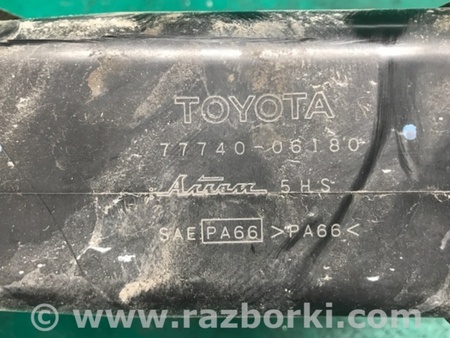 TOYOTA
77740-06180
Aisan 5HS
SAE PA66 >PA66<
© - www.razborki.com